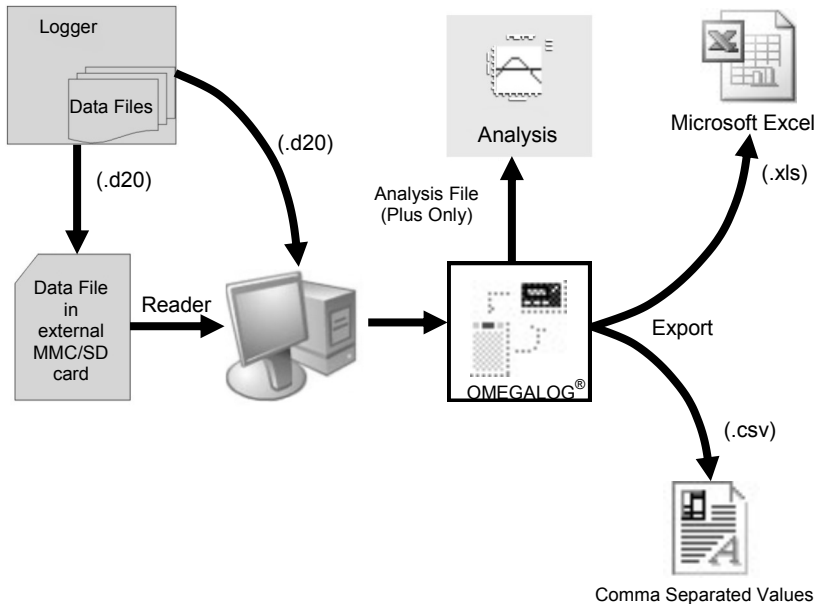 Logger
Data Files
(.d20)
(.d20)
Data File
in
external
MMC/SD
card
Reader
Analysis
Analysis File
(Plus Only)
OMEGALOG®
Export
Microsoft Excel
(.xls)
(.csv)
Comma Separated Values